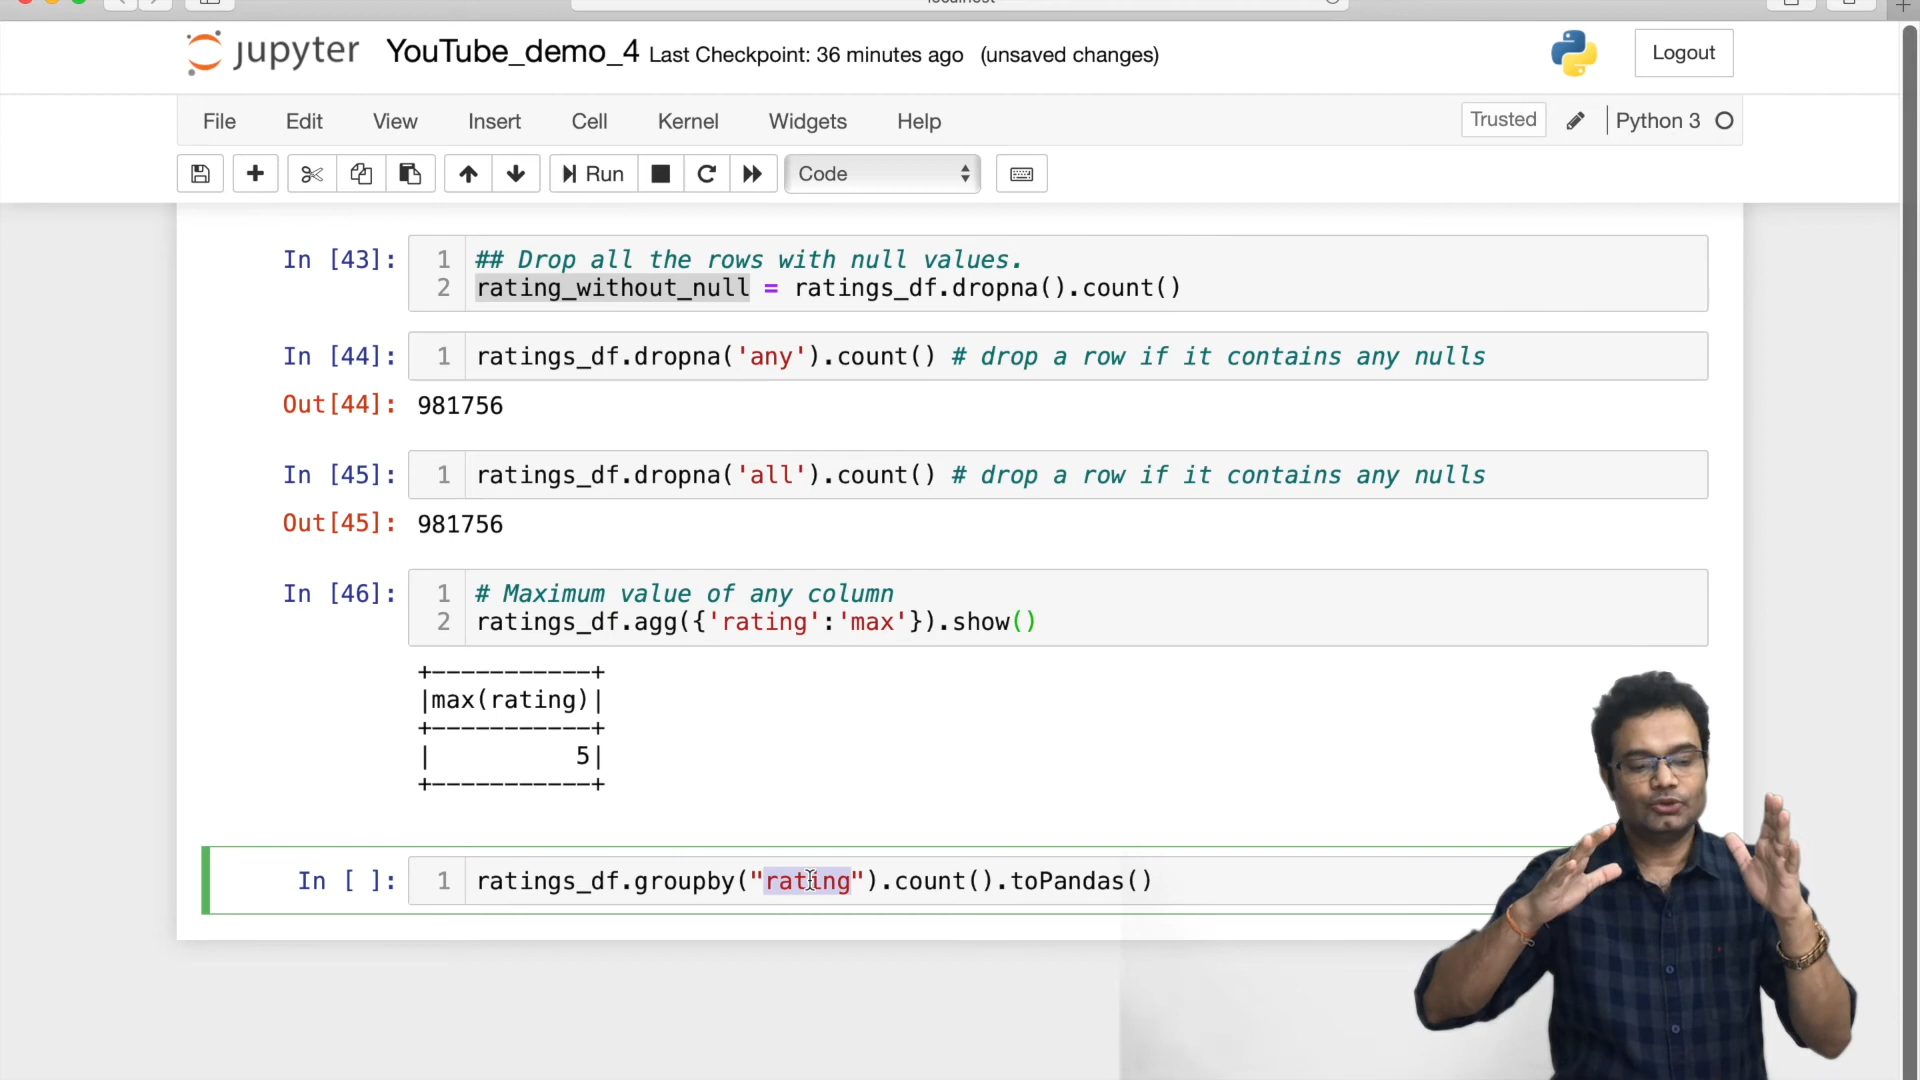 jupyter YouTube_demo_4 Last Checkpoint: 36 minutes ago (unsaved changes) Logout
File Edit View Insert Cell Kernel Widgets Help Trusted Python 3
Run Code
In [43]: 1 ## Drop all the rows with null values.
2 rating_without_null = ratings_df.dropna().count()
In [44]: 1 ratings_df.dropna('any').count() # drop a row if it contains any nulls
Out[44]: 981756
In [45]: 1 ratings_df.dropna('all').count() # drop a row if it contains any nulls
Out[45]: 981756
In [46]: 1 # Maximum value of any column
2 ratings_df.agg({'rating':'max'}).show()
+-----------+
|max(rating)|
+-----------+
|          5|
+-----------+
In [ ]: 1 ratings_df.groupby("rating").count().toPandas()